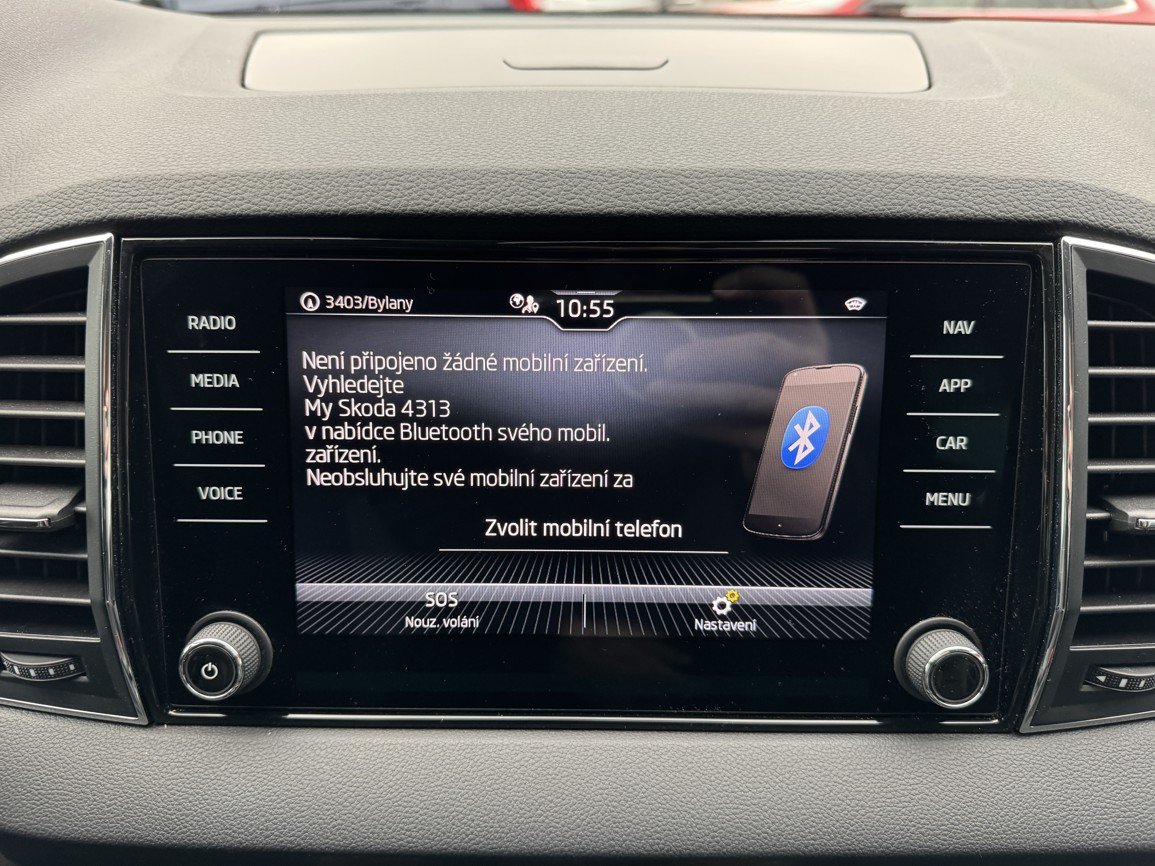 3403/Bylany
10:55
RADIO
MEDIA
PHONE
VOICE
Není připojeno žádné mobilní zařízení.
Vyhledejte
My Skoda 4313
v nabídce Bluetooth svého mobil.
zařízení.
Neobsluhujte své mobilní zařízení za
Zvolit mobilní telefon
SOS
Nouz. volání
Nastavení
NAV
APP
CAR
MENU